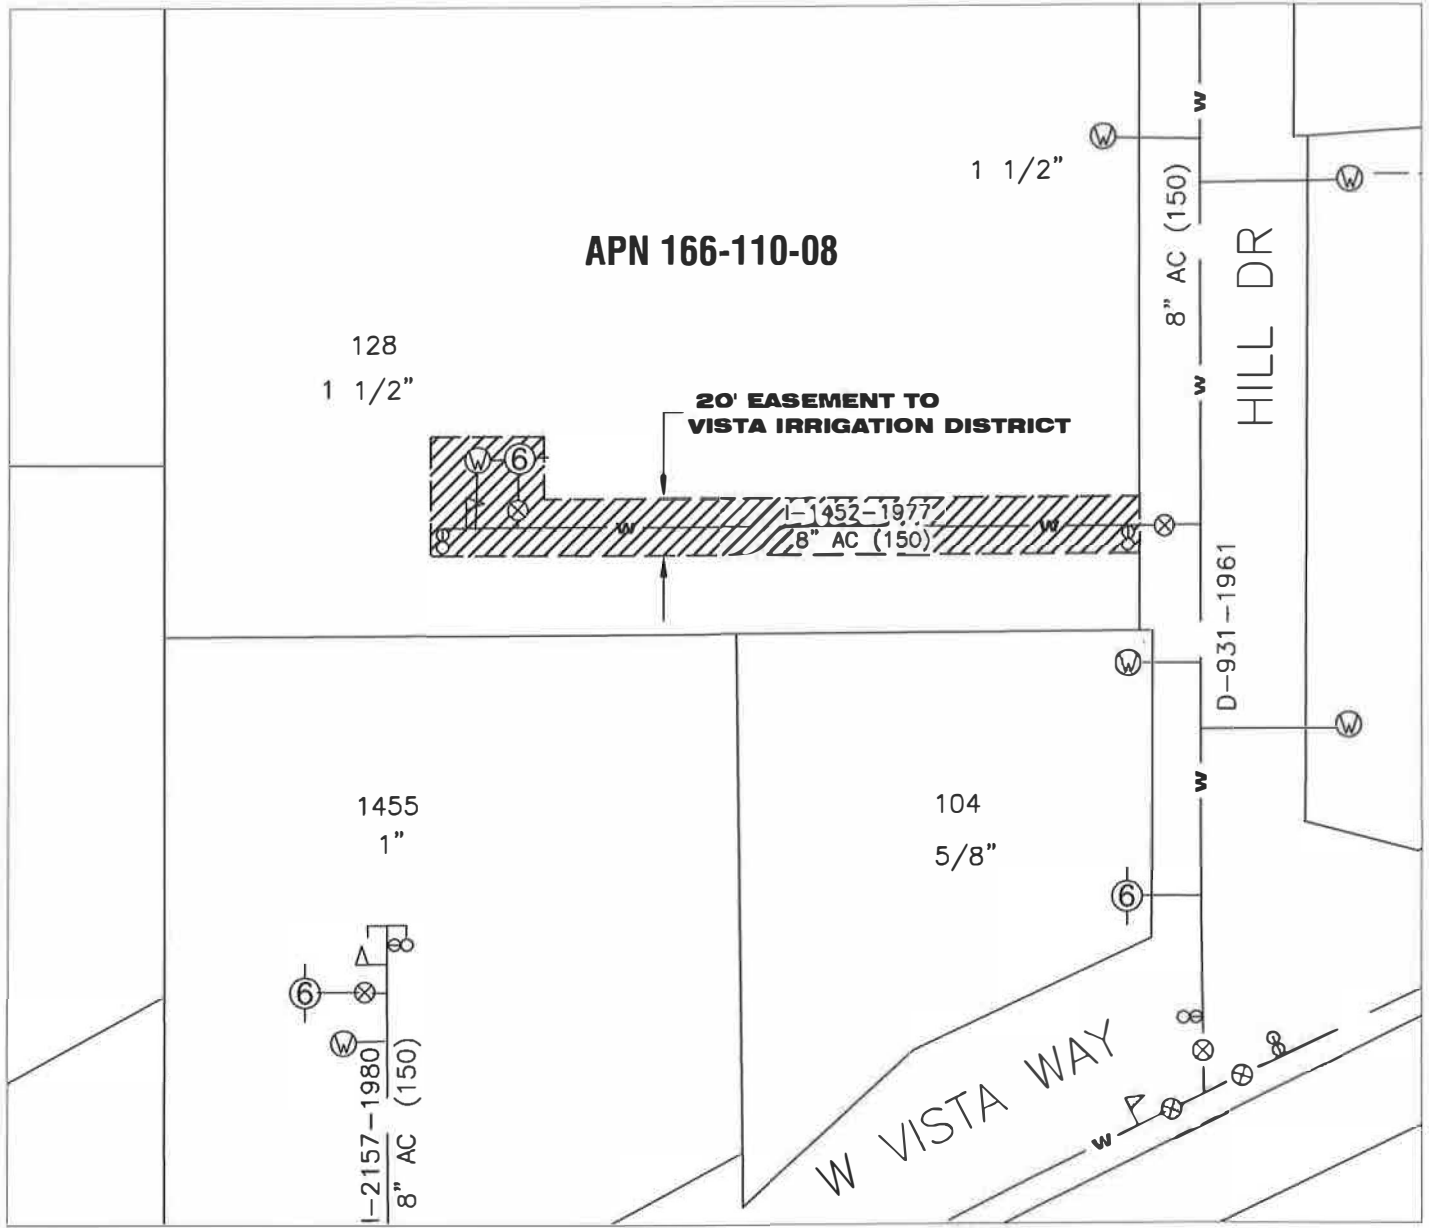 W
W
1 1/2”
W
8” AC (150)
HILL DR
APN 166-110-08
128
1 1/2”
W
20' EASEMENT TO
VISTA IRRIGATION DISTRICT
W 6
I-1452-1977
W
W
8” AC (150)
D-931-1961
W
W
W
1455
1”
104
5/8”
6
6
W
I-2157-1980
8” AC (150)
W VISTA WAY
W